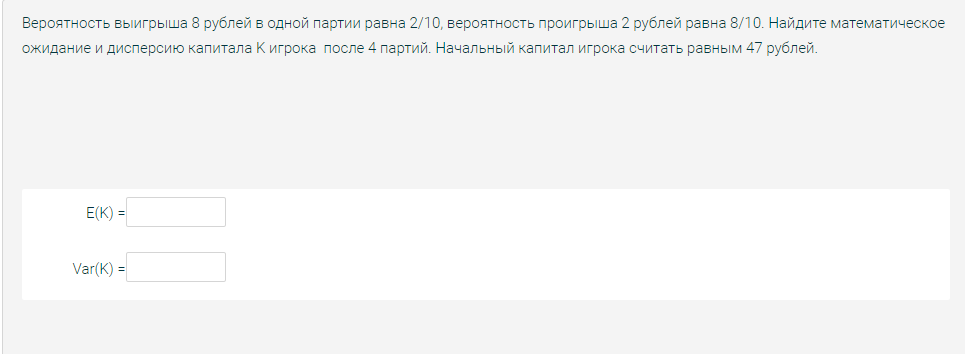 Вероятность выигрыша 8 рублей в одной партии равна 2/10, вероятность проигрыша 2 рублей равна 8/10. Найдите математическое
ожидание и дисперсию капитала K игрока после 4 партий. Начальный капитал игрока считать равным 47 рублей.
E(K) =
Var(K) =